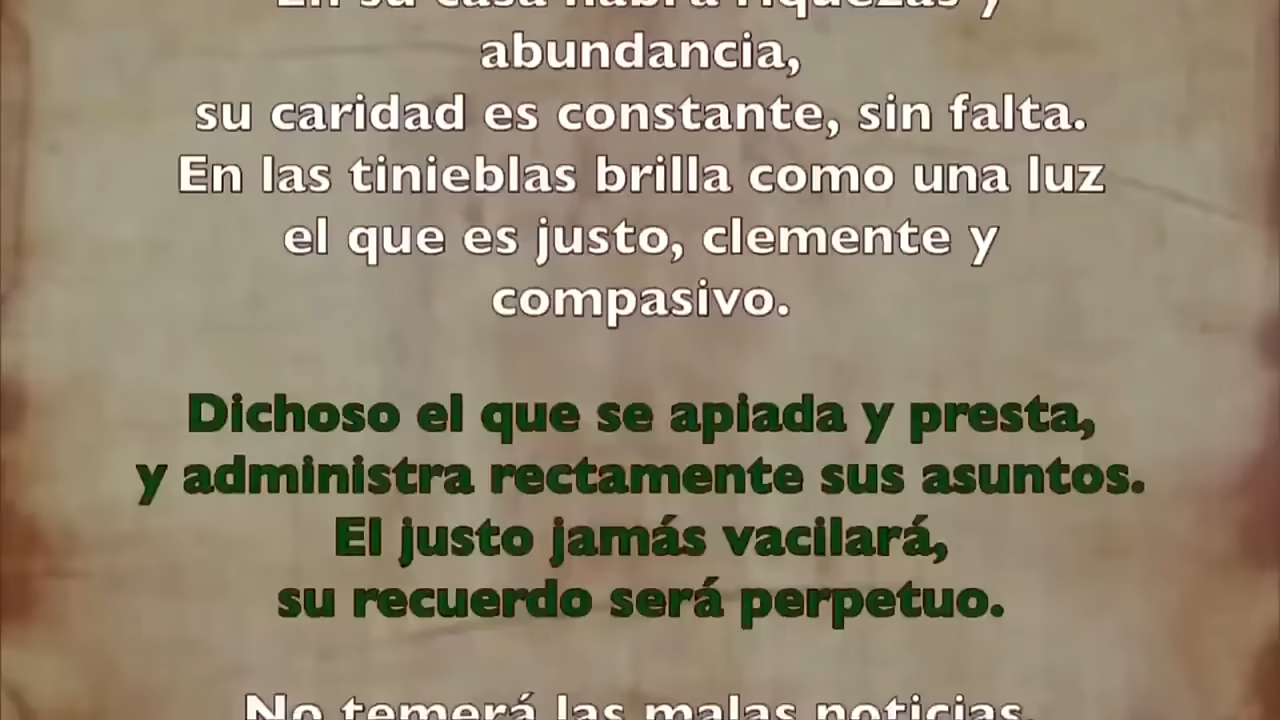 En su casa habrá riquezas y
abundancia,
su caridad es constante, sin falta.
En las tinieblas brilla como una luz
el que es justo, clemente y
compasivo.
Dichoso el que se apiada y presta,
y administra rectamente sus asuntos.
El justo jamás vacilará,
su recuerdo será perpetuo.
No temerá las malas noticias,